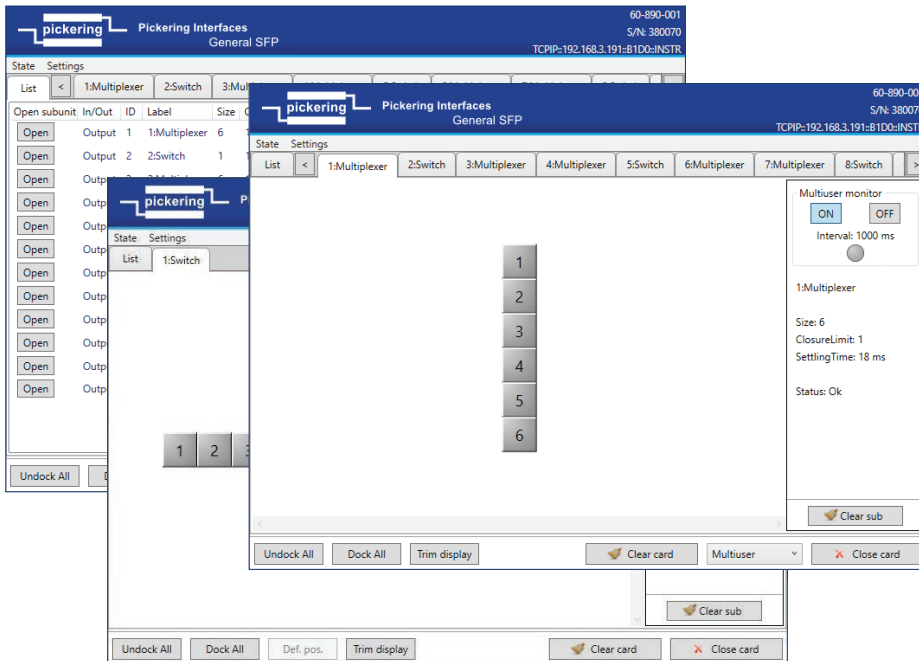 60-890-001
pickering Pickering Interfaces S/N: 380070
General SFP
TCPIP::192.168.3.191::B1D0::INSTR
State Settings
List < 1:Multiplexer 2:Switch
Open subunit In/Out ID Label Size
Open Output 1 1:Multiplexer 6
Open Output 2 2:Switch 1
Open
Open
Open
Open
Open
Open
Open
Open
Open
Open
Undock All
pickering
State Settings
List 1:Switch
1 2
Clear sub
Undock All Dock All Def. pos. Trim display Clear card Close card
pickering Pickering Interfaces
General SFP
TCPIP::192.168.3.191::B1D0::INSTR
State Settings
List < 1:Multiplexer 2:Switch 3:Multiplexer 4:Multiplexer 5:Switch 6:Multiplexer 7:Multiplexer 8:Switch >
Multiuser monitor
ON OFF
Interval: 1000 ms
1
2
3
4
5
6
1:Multiplexer
Size: 6
ClosureLimit: 1
SettlingTime: 18 ms
Status: Ok
Clear sub
Undock All Dock All Trim display Clear card Multiuser Close card